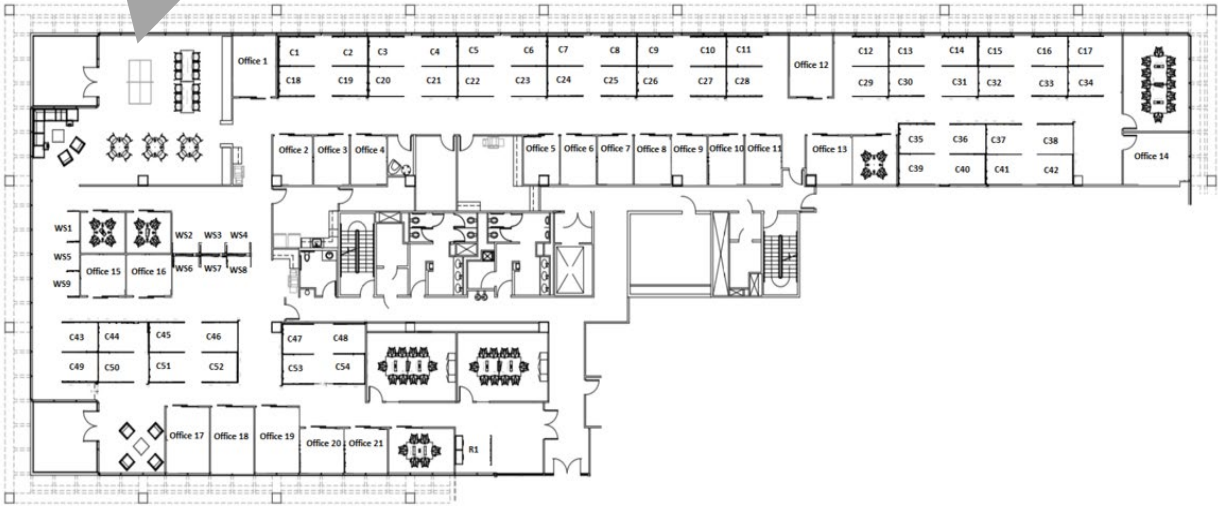 Office 1
C1 C2 C3 C4 C5 C6 C7 C8 C9 C10 C11
Office 12
C12 C13 C14 C15 C16 C17
C18 C19 C20 C21 C22 C23 C24 C25 C26 C27 C28
C29 C30 C31 C32 C33 C34
Office 2 Office 3 Office 4
Office 5 Office 6 Office 7 Office 8 Office 9 Office 10 Office 11
Office 13
C35 C36 C37 C38
Office 14
C39 C40 C41 C42
WS1 WS2 WS3 WS4
WS5 WS6 WS7 WS8
Office 15 Office 16
WS9
C43 C44 C45 C46 C47 C48
C49 C50 C51 C52 C53 C54
Office 17 Office 18 Office 19 Office 20 Office 21
R1